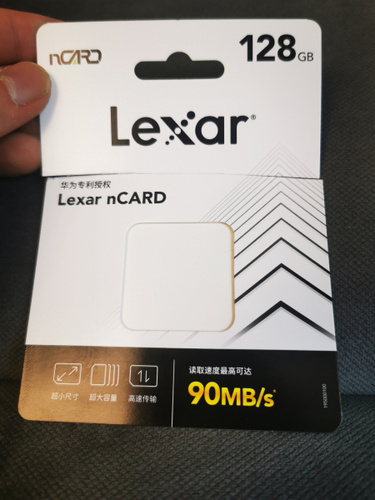 nCARD
128GB
Lexar®
华为专利授权
Lexar nCARD
读取速度最高可达
90MB/s*
超小尺寸
超大容量
高速传输